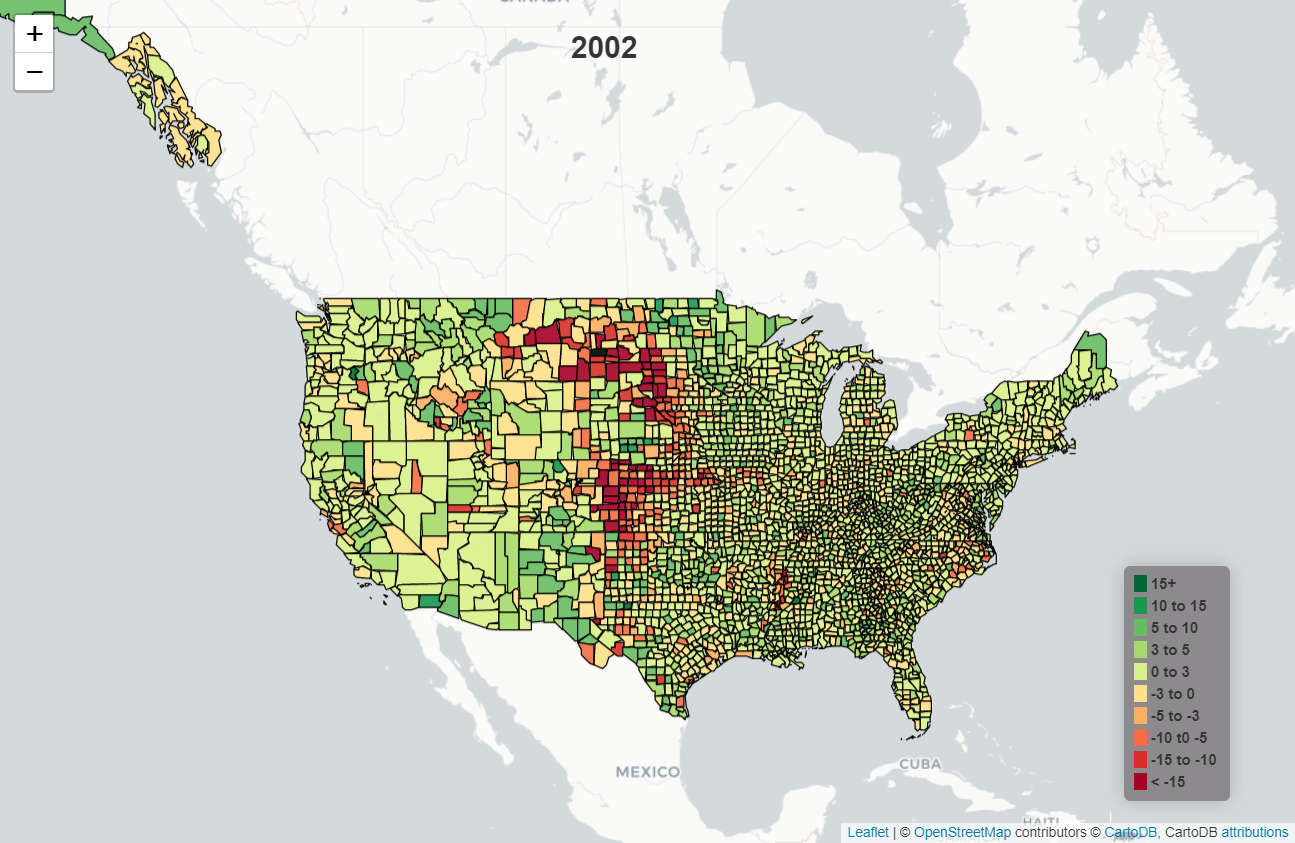 CANADA
+
2002
−
15+
10 to 15
5 to 10
3 to 5
0 to 3
-3 to 0
-5 to -3
-10 t0 -5
-15 to -10
< -15
MEXICO
CUBA
HAITI
Leaflet | © OpenStreetMap contributors © CartoDB, CartoDB attributions